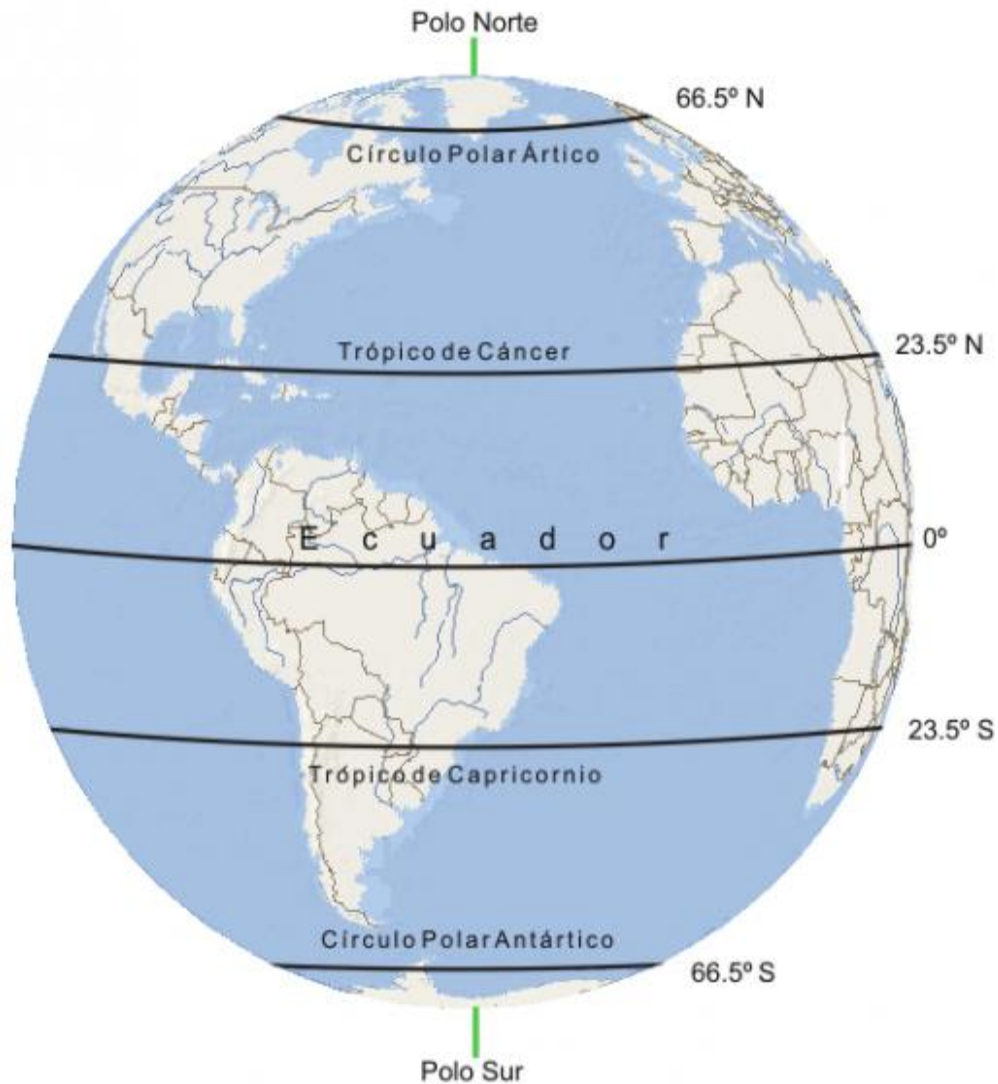 Polo Norte
66.5º N
Círculo Polar Ártico
Trópico de Cáncer
23.5º N
Ecuador
0º
23.5º S
Trópico de Capricornio
Círculo Polar Antártico
66.5º S
Polo Sur